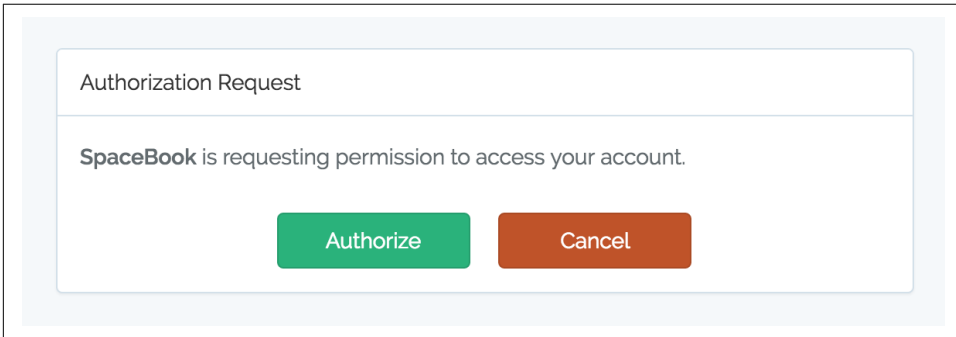 Authorization Request
SpaceBook is requesting permission to access your account.
Authorize
Cancel